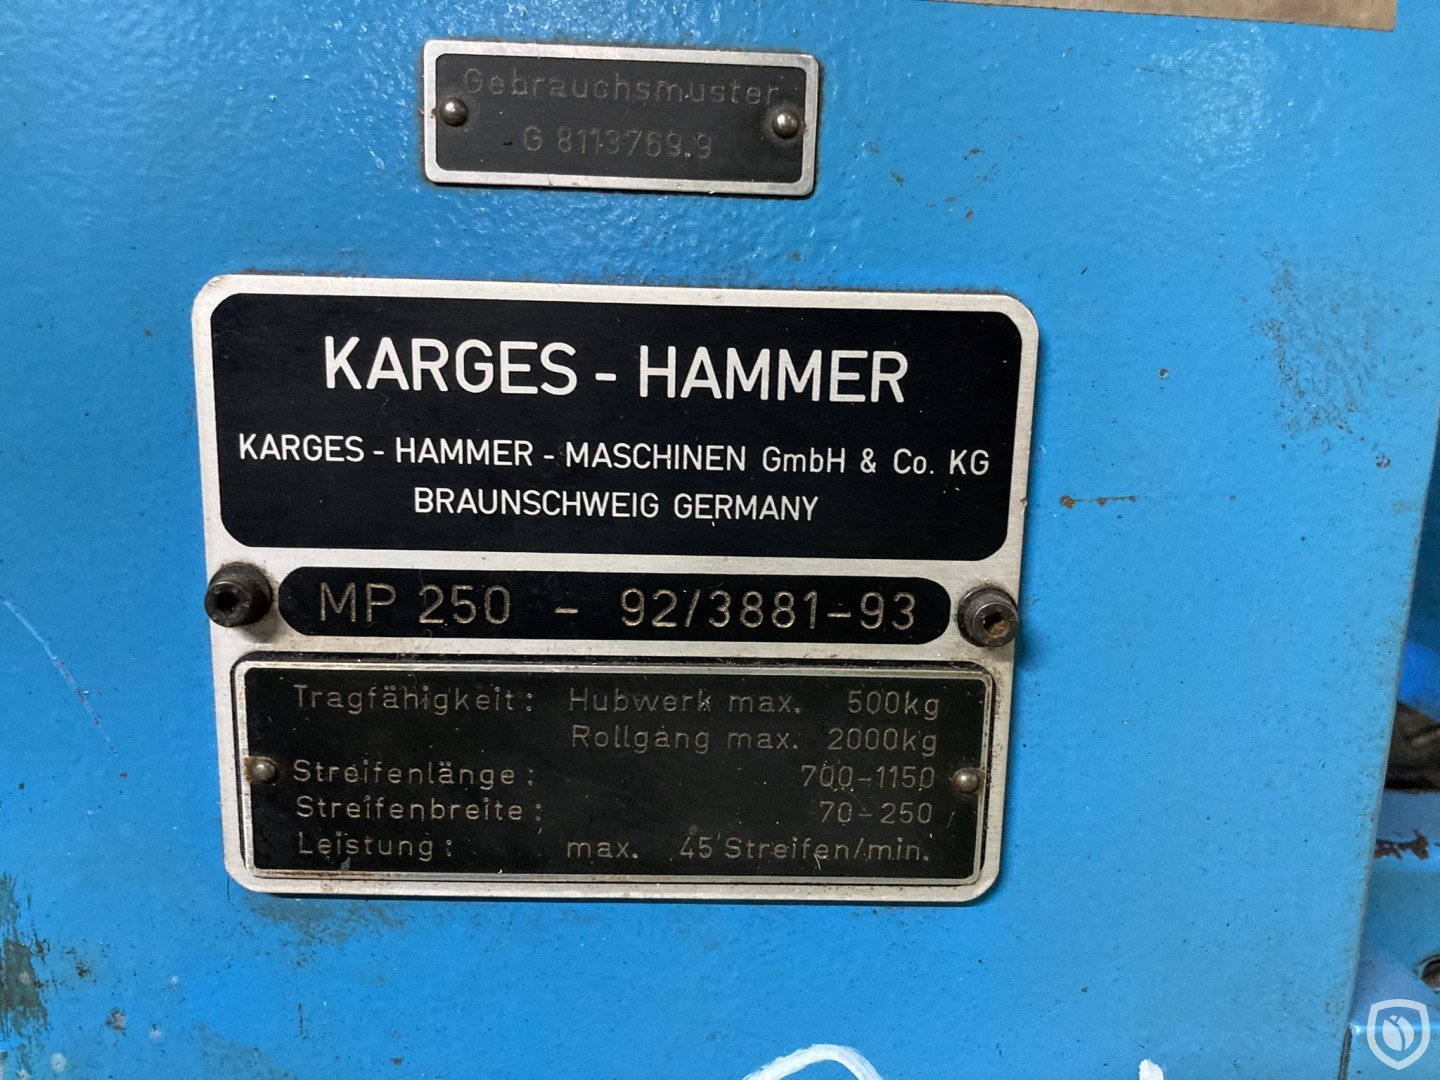 Gebrauchsmuster
G 8113769.9
KARGES - HAMMER
KARGES - HAMMER - MASCHINEN GmbH & Co. KG
BRAUNSCHWEIG GERMANY
MP 250 - 92/3881-93
Tragfähigkeit: Hubwerk max. 500kg
Rollgang max. 2000kg
Streifenlänge: 700-1150
Streifenbreite: 70-250
Leistung: max. 45 Streifen/min.